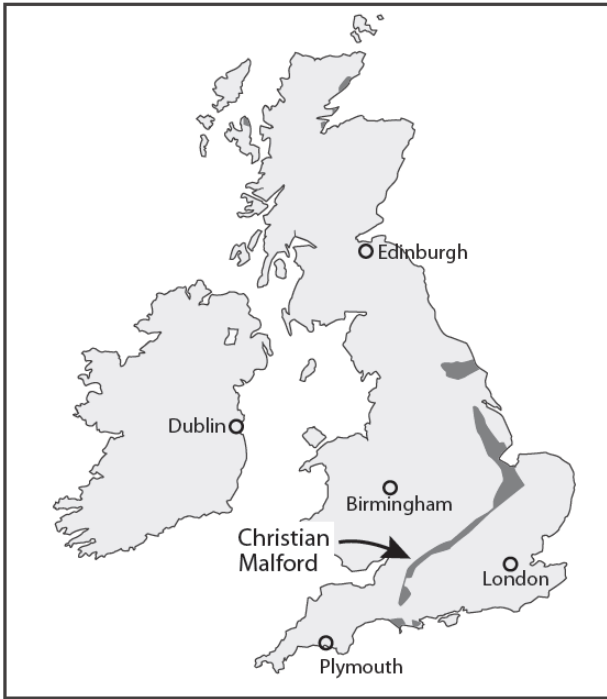 Edinburgh
Dublin
Birmingham
Christian
Malford
London
Plymouth